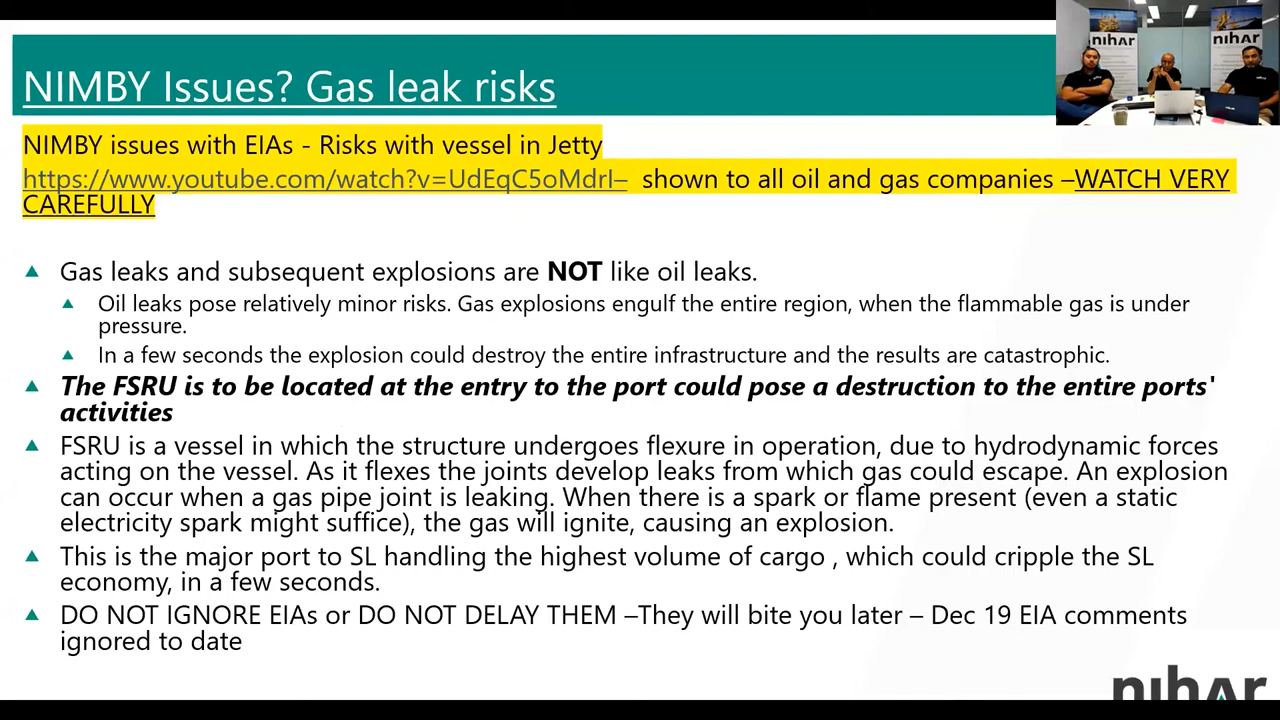 NIMBY Issues? Gas leak risks
nihar
nihar
NIMBY issues with EIAs - Risks with vessel in Jetty
https://www.youtube.com/watch?v=UdEqC5oMdrI– shown to all oil and gas companies –WATCH VERY
CAREFULLY
Gas leaks and subsequent explosions are NOT like oil leaks.
Oil leaks pose relatively minor risks. Gas explosions engulf the entire region, when the flammable gas is under
pressure.
In a few seconds the explosion could destroy the entire infrastructure and the results are catastrophic.
The FSRU is to be located at the entry to the port could pose a destruction to the entire ports'
activities
FSRU is a vessel in which the structure undergoes flexure in operation, due to hydrodynamic forces
acting on the vessel. As it flexes the joints develop leaks from which gas could escape. An explosion
can occur when a gas pipe joint is leaking. When there is a spark or flame present (even a static
electricity spark might suffice), the gas will ignite, causing an explosion.
This is the major port to SL handling the highest volume of cargo , which could cripple the SL
economy, in a few seconds.
DO NOT IGNORE EIAs or DO NOT DELAY THEM –They will bite you later – Dec 19 EIA comments
ignored to date
nihar